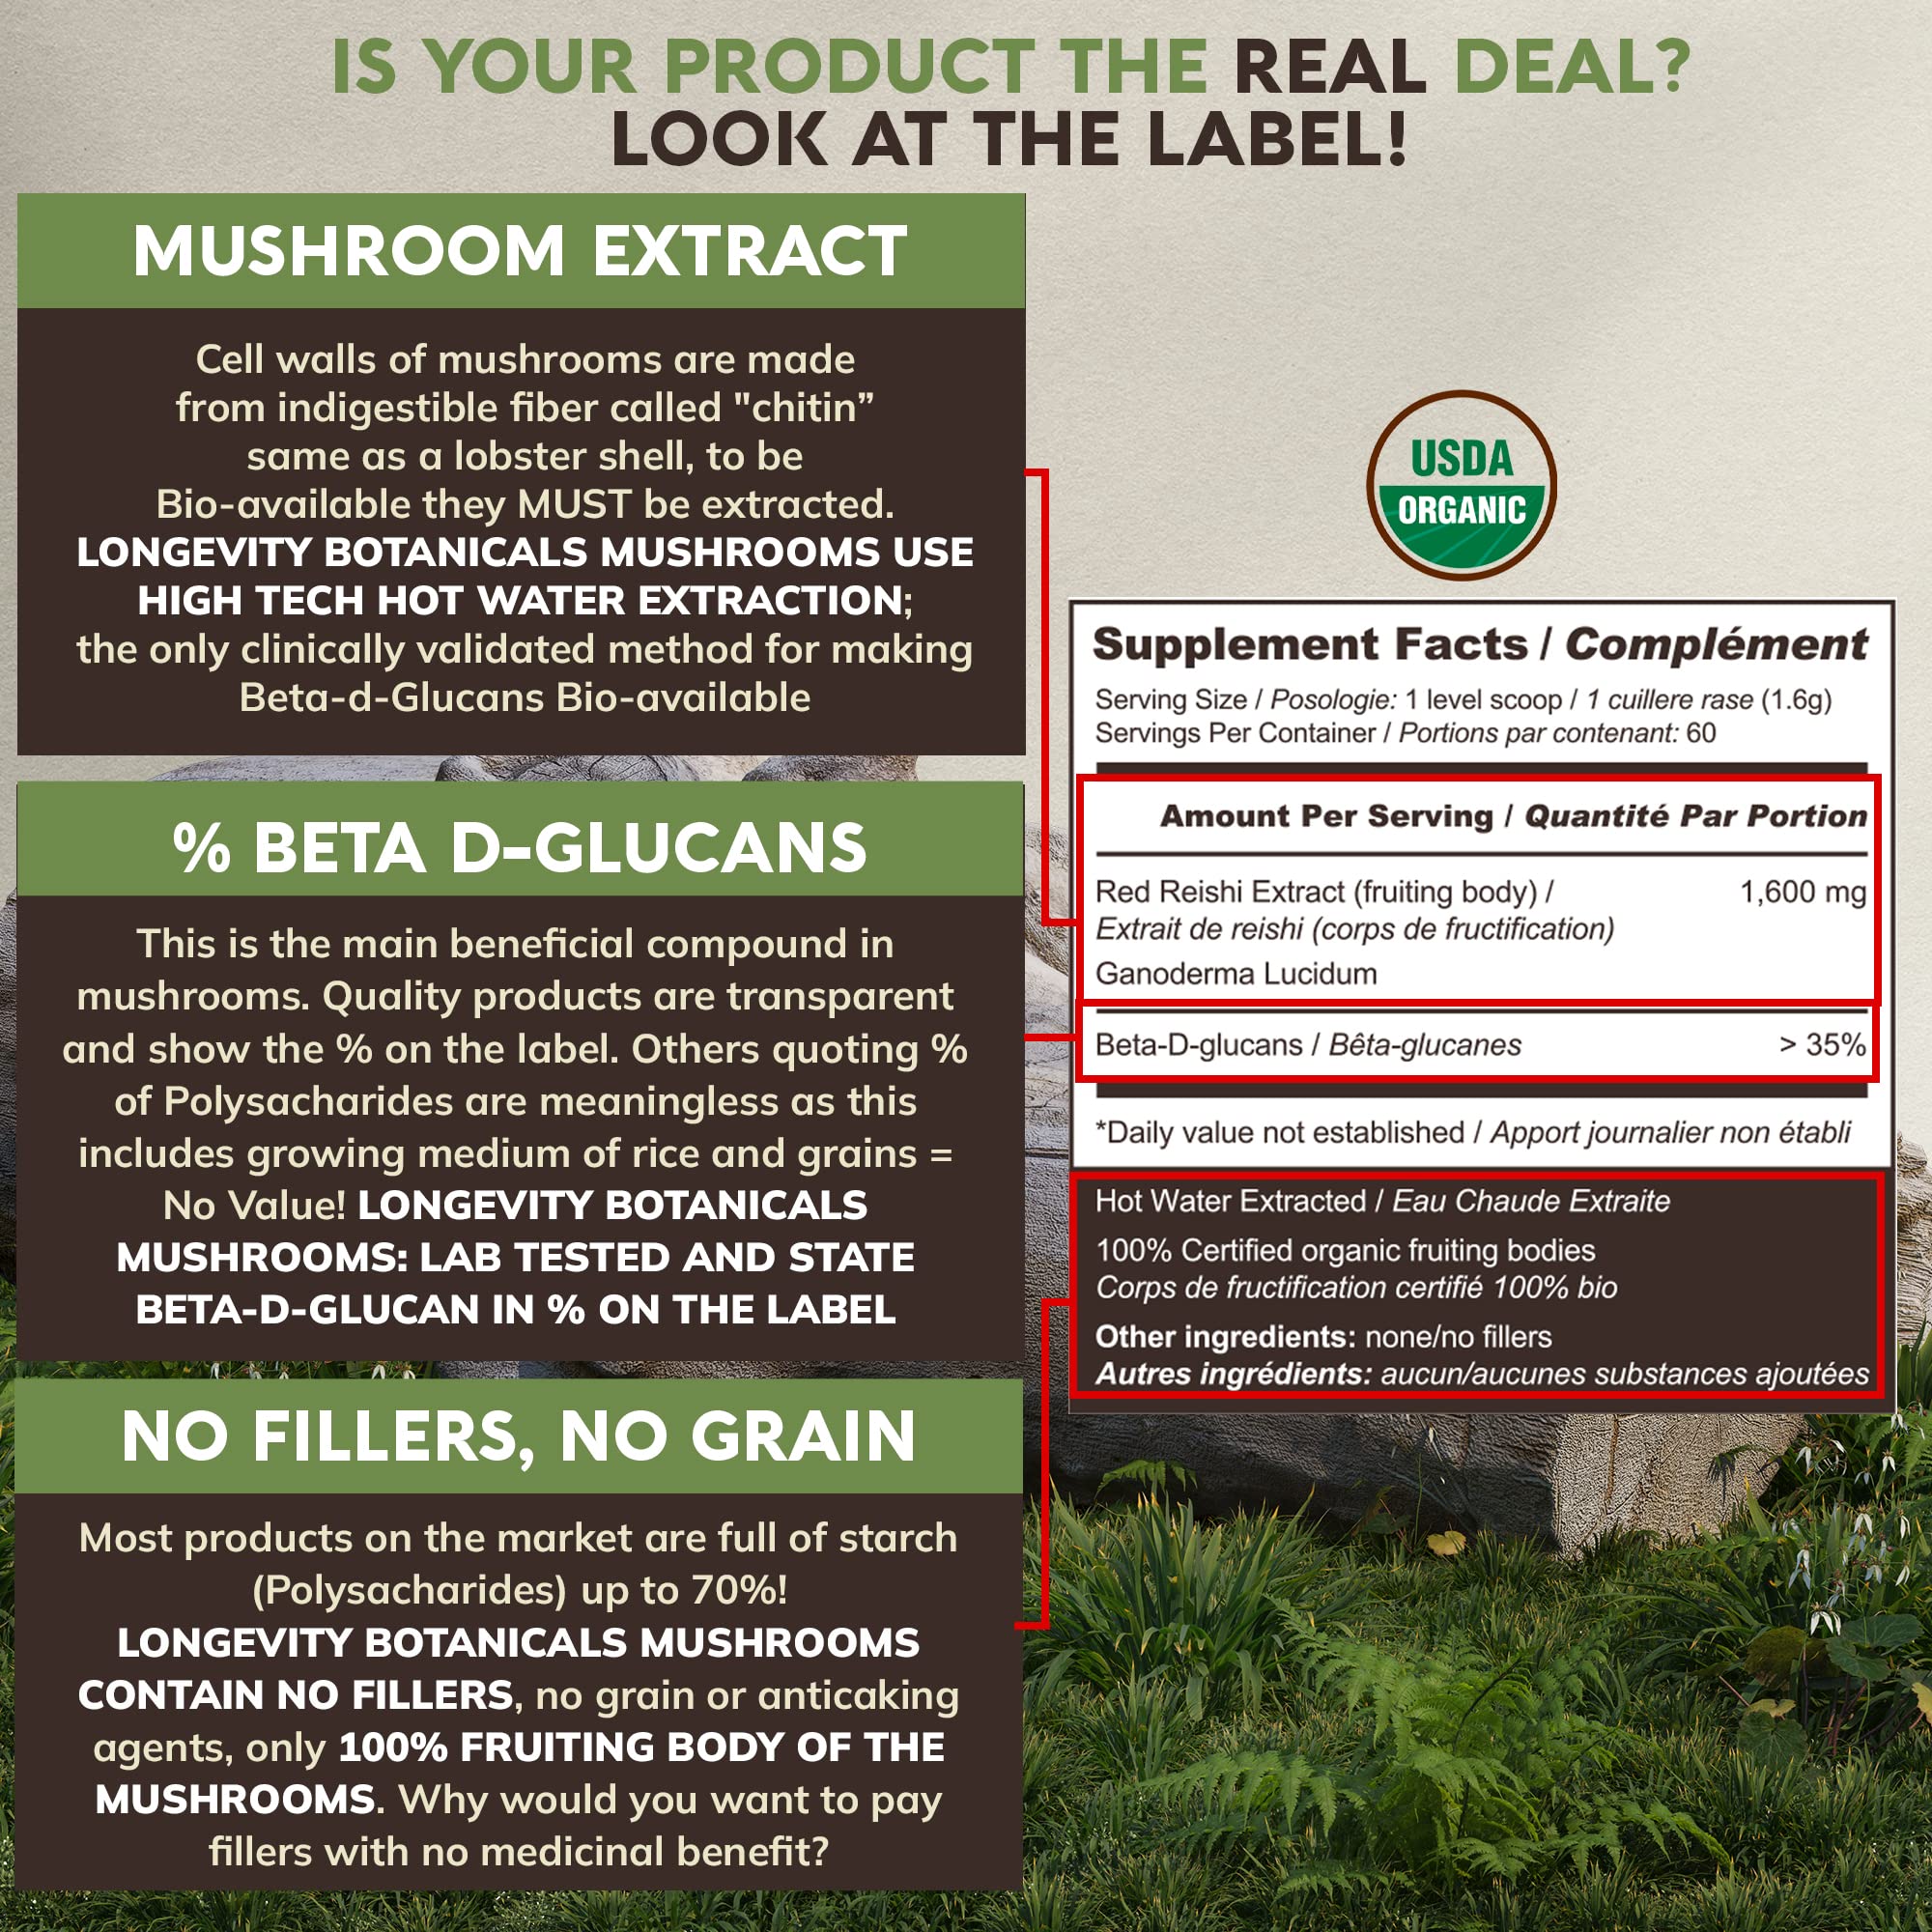 IS YOUR PRODUCT THE REAL DEAL?
LOOK AT THE LABEL!
MUSHROOM EXTRACT
Cell walls of mushrooms are made
from indigestible fiber called "chitin”
same as a lobster shell, to be
Bio-available they MUST be extracted.
LONGEVITY BOTANICALS MUSHROOMS USE
HIGH TECH HOT WATER EXTRACTION;
the only clinically validated method for making
Beta-d-Glucans Bio-available
% BETA D-GLUCANS
This is the main beneficial compound in
mushrooms. Quality products are transparent
and show the % on the label. Others quoting %
of Polysacharides are meaningless as this
includes growing medium of rice and grains =
No Value! LONGEVITY BOTANICALS
MUSHROOMS: LAB TESTED AND STATE
BETA-D-GLUCAN IN % ON THE LABEL
NO FILLERS, NO GRAIN
Most products on the market are full of starch
(Polysacharides) up to 70%!
LONGEVITY BOTANICALS MUSHROOMS
CONTAIN NO FILLERS, no grain or anticaking
agents, only 100% FRUITING BODY OF THE
MUSHROOMS. Why would you want to pay
fillers with no medicinal benefit?
USDA
ORGANIC
Supplement Facts / Complément
Serving Size / Posologie: 1 level scoop / 1 cuillere rase (1.6g)
Servings Per Container / Portions par contenant: 60
Amount Per Serving / Quantité Par Portion
Red Reishi Extract (fruiting body) / 1,600 mg
Extrait de reishi (corps de fructification)
Ganoderma Lucidum
Beta-D-glucans / Bêta-glucanes > 35%
*Daily value not established / Apport journalier non établi
Hot Water Extracted / Eau Chaude Extraite
100% Certified organic fruiting bodies
Corps de fructification certifié 100% bio
Other ingredients: none/no fillers
Autres ingrédients: aucun/aucunes substances ajoutées